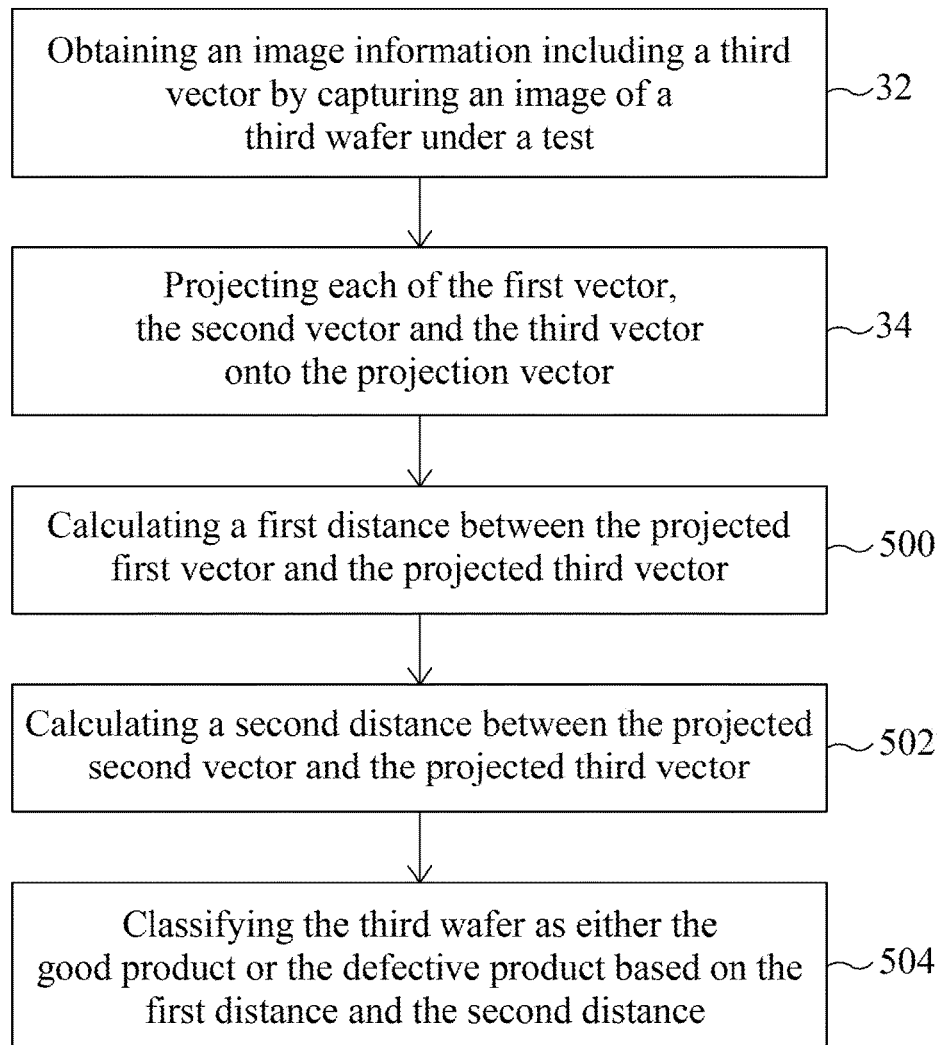 Obtaining an image information including a third
vector by capturing an image of a
third wafer under a test
32
Projecting each of the first vector,
the second vector and the third vector
onto the projection vector
34
Calculating a first distance between the projected
first vector and the projected third vector
500
Calculating a second distance between the projected
second vector and the projected third vector
502
Classifying the third wafer as either the
good product or the defective product based on the
first distance and the second distance
504